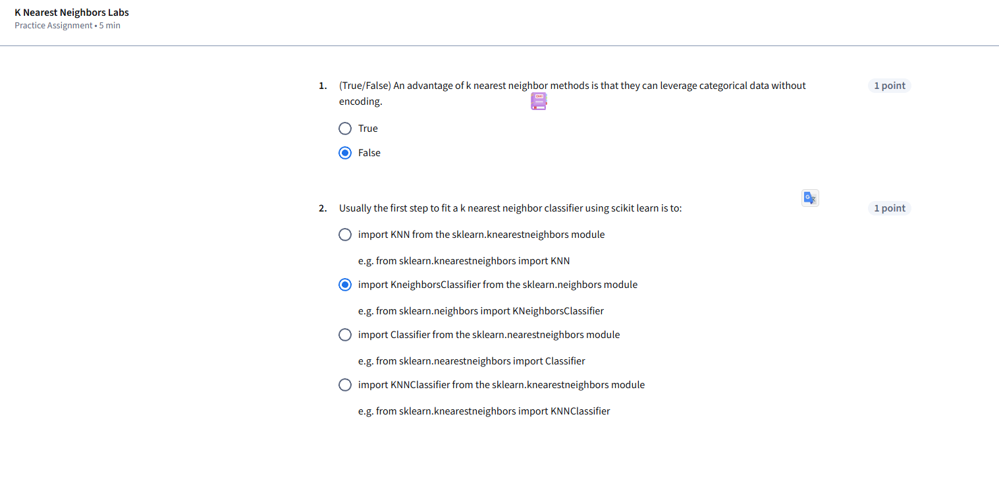 K Nearest Neighbors Labs
Practice Assignment • 5 min
1. (True/False) An advantage of k nearest neighbor methods is that they can leverage categorical data without
encoding.
1 point
True
False
2. Usually the first step to fit a k nearest neighbor classifier using scikit learn is to:
1 point
import KNN from the sklearn.knearestneighbors module
e.g. from sklearn.knearestneighbors import KNN
import KneighborsClassifier from the sklearn.neighbors module
e.g. from sklearn.neighbors import KNeighborsClassifier
import Classifier from the sklearn.nearestneighbors module
e.g. from sklearn.nearestneighbors import Classifier
import KNNClassifier from the sklearn.knearestneighbors module
e.g. from sklearn.knearestneighbors import KNNClassifier